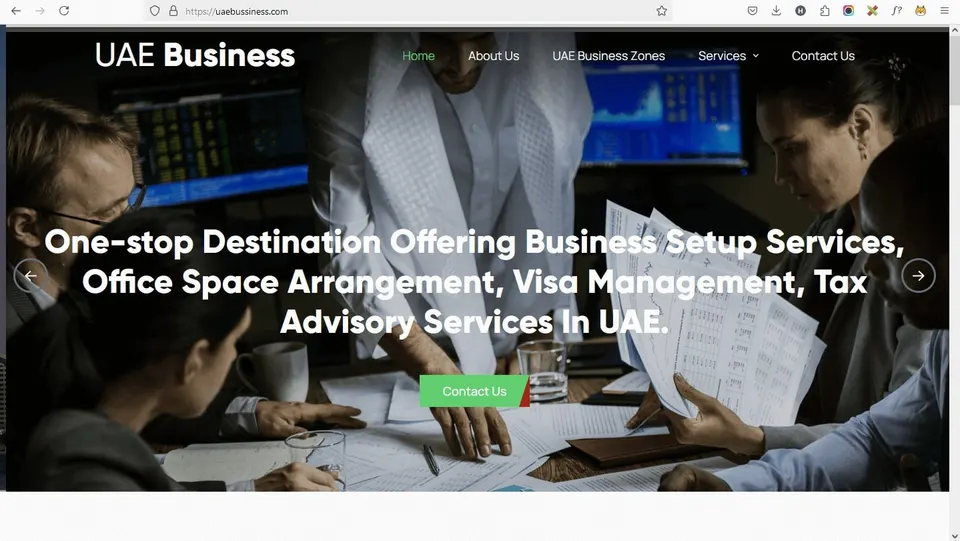 https://uaebussiness.com
UAE Business
Home
About Us
UAE Business Zones
Services
Contact Us
One-stop Destination Offering Business Setup Services,
Office Space Arrangement, Visa Management, Tax
Advisory Services In UAE.
Contact Us